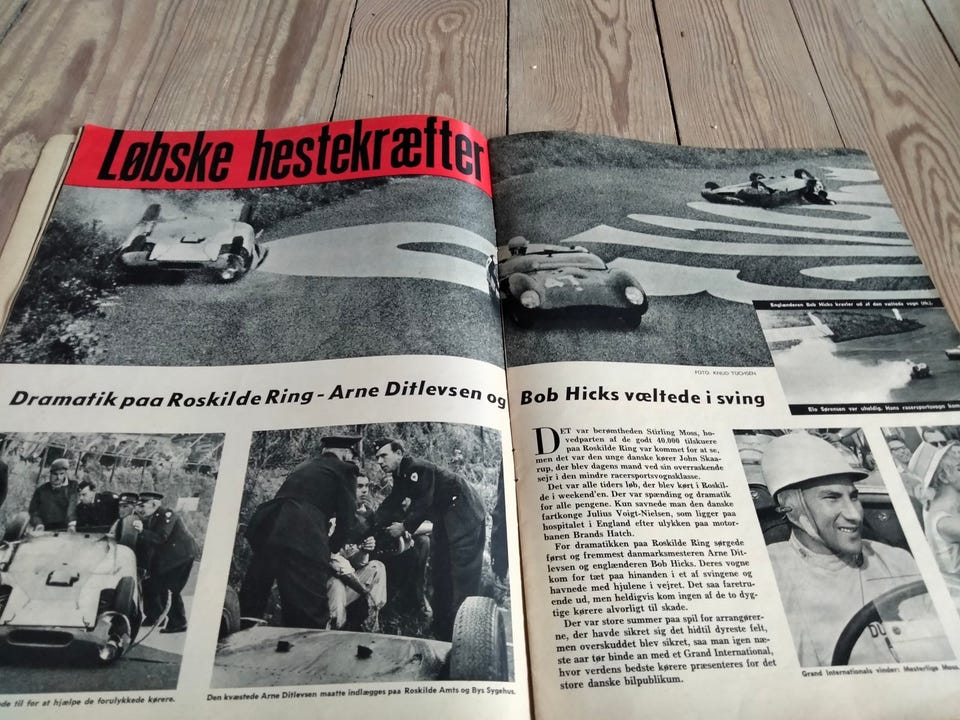 Løbske hestekræfter
FOTO: KNUD TOCHSEN
Dramatik paa Roskilde Ring - Arne Ditlevsen og Bob Hicks væltede i sving
Englænderen Bob Hicks kravler ud af den væltede vogn (th.).
Elo Sørensen var uheldig. Hans racersportsvogn
DET var berømtheden Stirling Moss, ho-
vedparten af de godt 40.000 tilskuere
paa Roskilde Ring var kommet for at se,
men det var den unge danske kører John Skaa-
rup, der blev dagens mand ved sin overraskende
sejr i den mindre racersportsvognsklasse.
Det var alle tiders løb, der blev kørt i Roskil-
de i weekend'en. Der var spænding og dramatik
for alle pengene. Kun savnede man den danske
fartkonge Julius Voigt-Nielsen, som ligger paa
hospitalet i England efter ulykken paa motor-
banen Brands Hatch.
For dramatikken paa Roskilde Ring sørgede
først og fremmest danmarksmesteren Arne Dit-
levsen og englænderen Bob Hicks. Deres vogne
kom for tæt paa hinanden i et af svingene og
havnede med hjulene i vejret. Det saa faretru-
ende ud, men heldigvis kom ingen af de to dyg-
tige kørere alvorligt til skade.
Der var store summer paa spil for arrangører-
ne, der havde sikret sig det hidtil dyreste felt,
men overskuddet blev sikret, saa man igen næ-
ste aar tør binde an med et Grand International,
hvor verdens bedste kørere præsenteres for det
store danske bilpublikum.
DU
Grand Internationals vinder: Mesterlige Moss.
de til for at hjælpe de forulykkede kørere.
Den kvæstede Arne Ditlevsen maatte indlægges paa Roskilde Amts og Bys Sygehus.